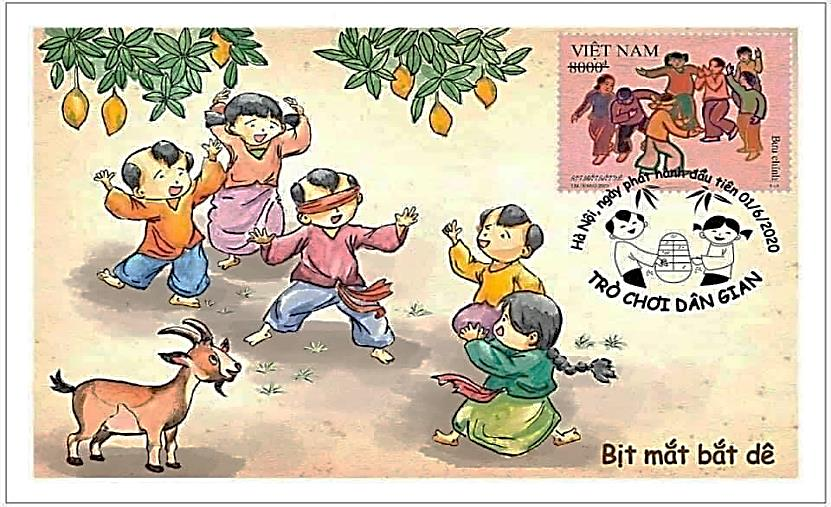 VIỆT NAM
8000đ
Bưu chính
Hà Nội, ngày phát hành đầu tiên 01/6/2020
TRÒ CHƠI DÂN GIAN
Bịt mắt bắt dê